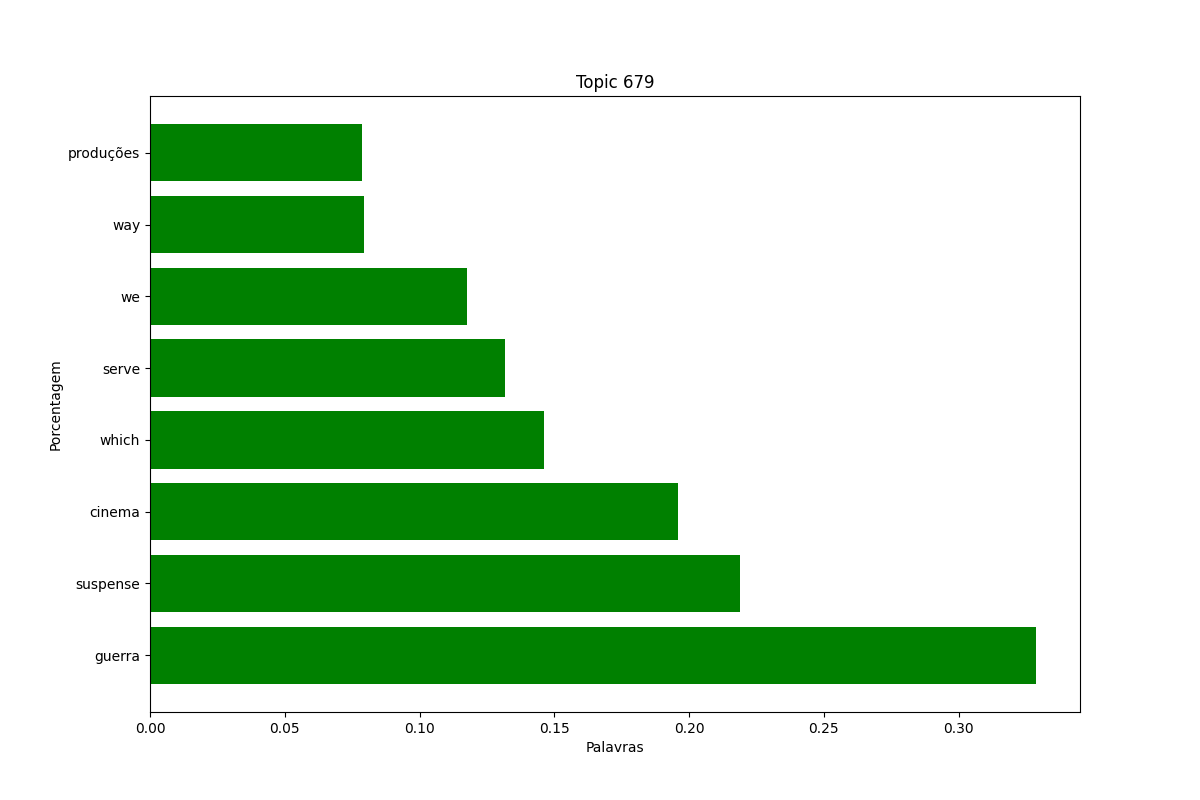 Topic 679
produções
way
we
serve
which
cinema
suspense
guerra
Porcentagem
0.00 0.05 0.10 0.15 0.20 0.25 0.30
Palavras